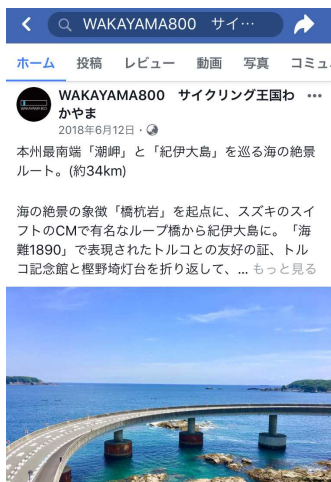 WAKAYAMA800 サイ…
ホーム 投稿 レビュー 動画 写真 コミュ
WAKAYAMA800 サイクリング王国わ
かやま
2018年6月12日
本州最南端「潮岬」と「紀伊大島」を巡る海の絶景
ルート。(約34km)
海の絶景の象徴「橋杭岩」を起点に、スズキのスイ
フトのCMで有名なループ橋から紀伊大島に。「海
難1890」で表現されたトルコとの友好の証、トル
コ記念館と樫野埼灯台を折り返して、... もっと見る